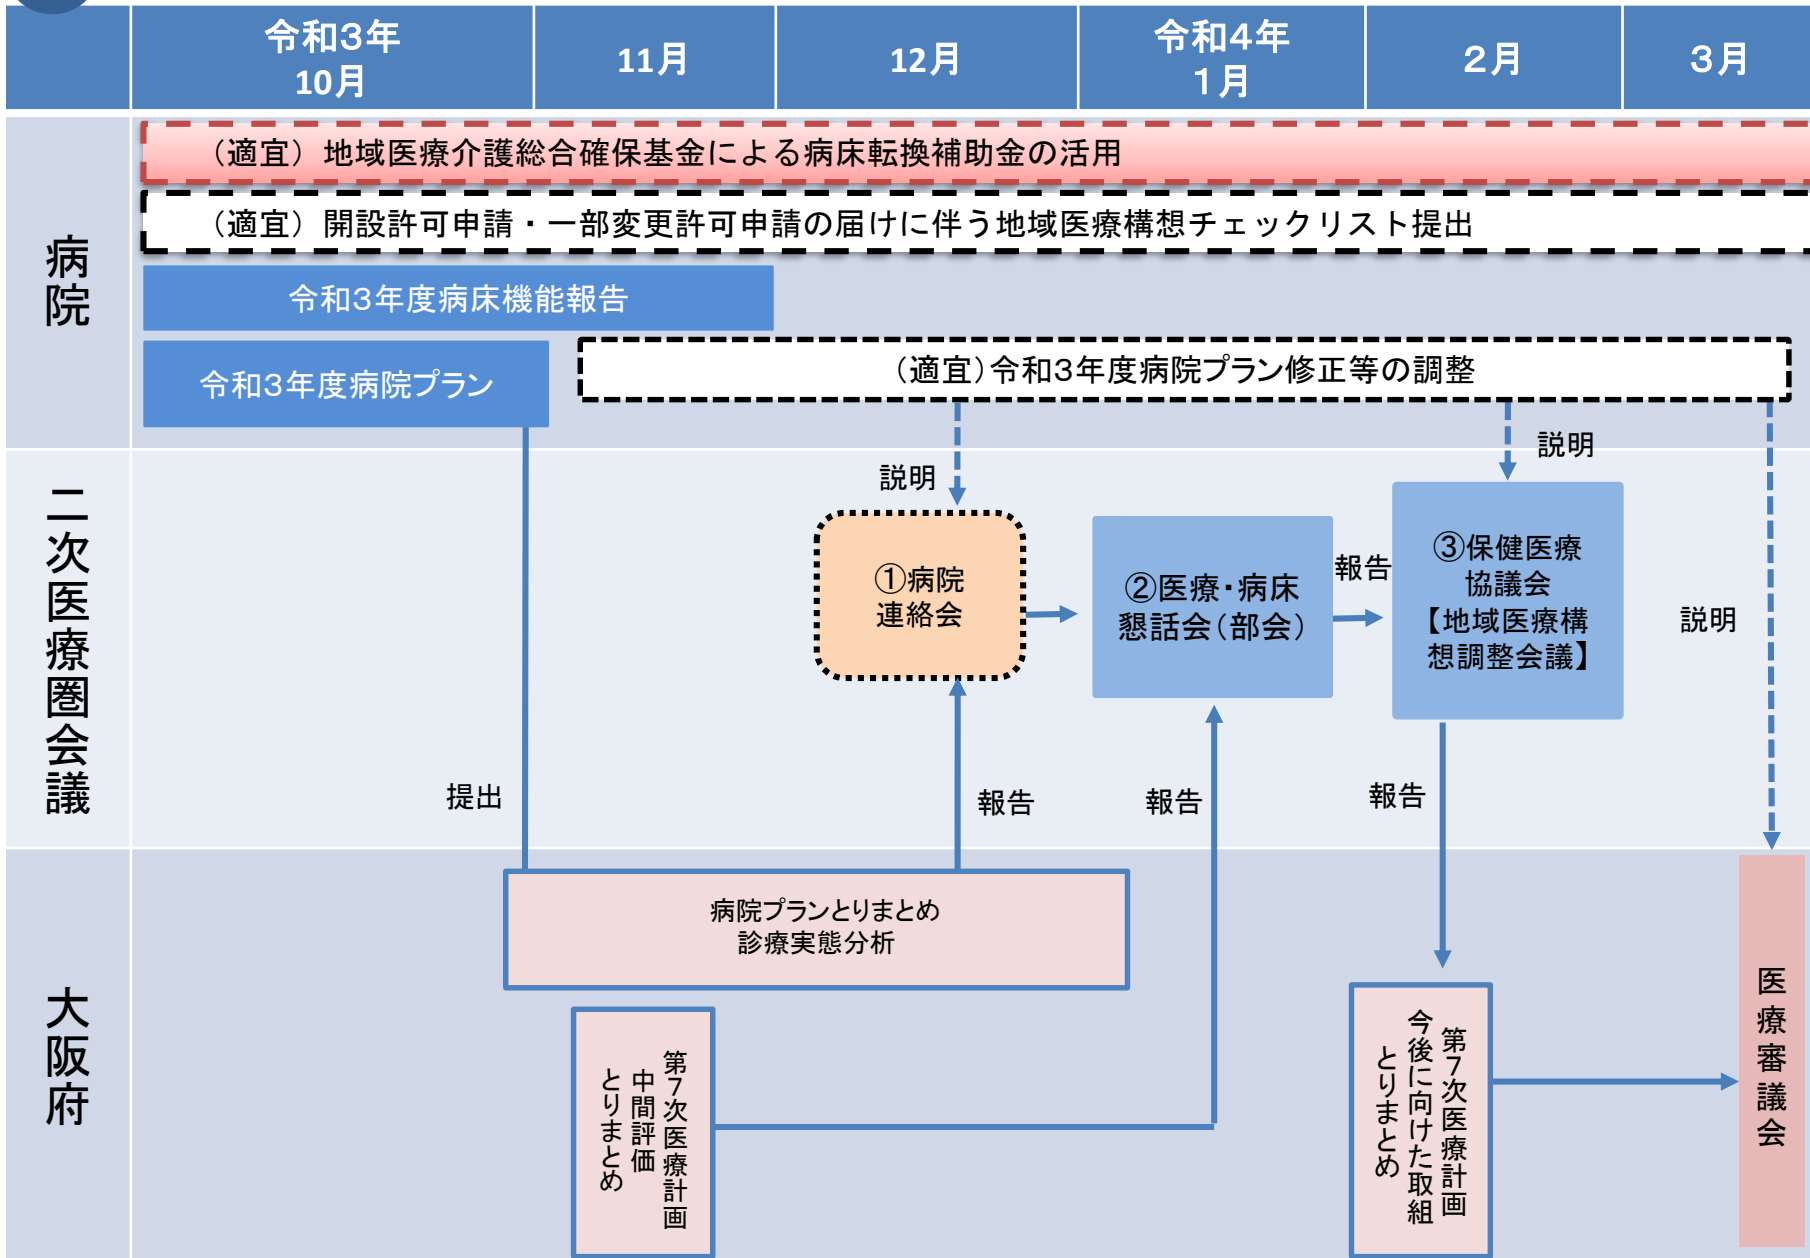 令和３年
10月
11月
12月
令和４年
１月
２月
３月
病院
（適宜）地域医療介護総合確保基金による病床転換補助金の活用
（適宜）開設許可申請・一部変更許可申請の届けに伴う地域医療構想チェックリスト提出
令和３年度病床機能報告
令和３年度病院プラン
（適宜）令和３年度病院プラン修正等の調整
二次医療圏会議
説明
説明
説明
①病院
連絡会
②医療・病床
懇話会（部会）
報告
③保健医療
協議会
【地域医療構
想調整会議】
提出
報告
報告
報告
大阪府
病院プランとりまとめ
診療実態分析
第７次医療計画
中間評価
とりまとめ
第７次医療計画
今後に向けた取組
とりまとめ
医療審議会